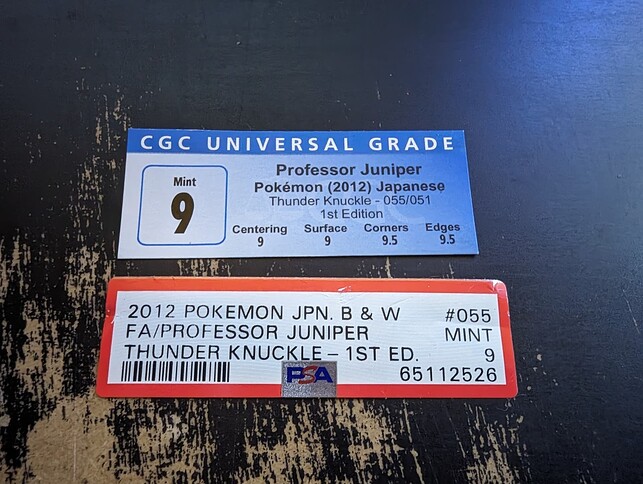 CGC UNIVERSAL GRADE
Mint
9
Professor Juniper
Pokémon (2012) Japanese
Thunder Knuckle - 055/051
1st Edition
Centering Surface Corners Edges
9 9 9.5 9.5
2012 POKEMON JPN. B & W #055
FA/PROFESSOR JUNIPER MINT
THUNDER KNUCKLE – 1ST ED. 9
PSA 65112526